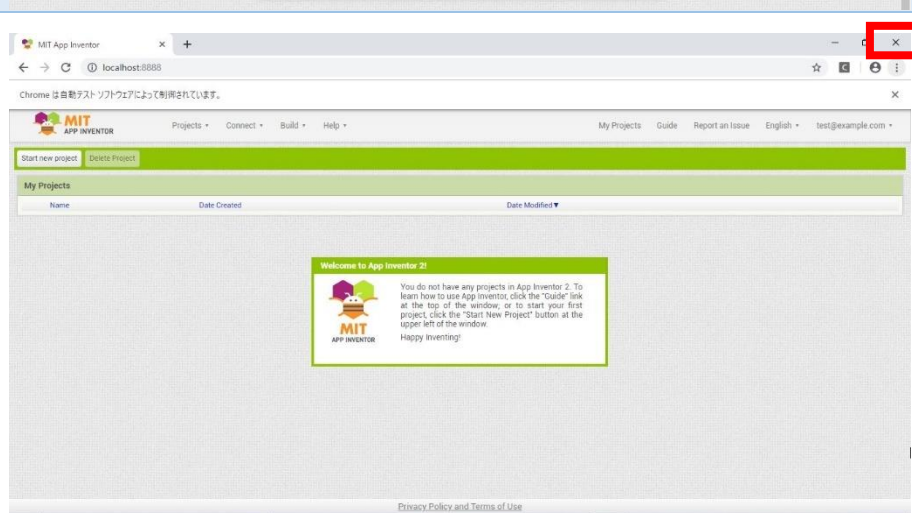 MIT App Inventor
localhost:8888
Chrome は自動テスト ソフトウェアによって制御されています。
MIT
APP INVENTOR
Projects Connect Build Help My Projects Guide Report an Issue English test@example.com
Start new project Delete Project
My Projects
Name Date Created Date Modified▼
Welcome to App Inventor 2!
You do not have any projects in App Inventor 2. To
learn how to use App Inventor, click the "Guide" link
at the top of the window; or to start your first
project, click the "Start New Project" button at the
upper left of the window.
Happy Inventing!
MIT
APP INVENTOR
Privacy Policy and Terms of Use